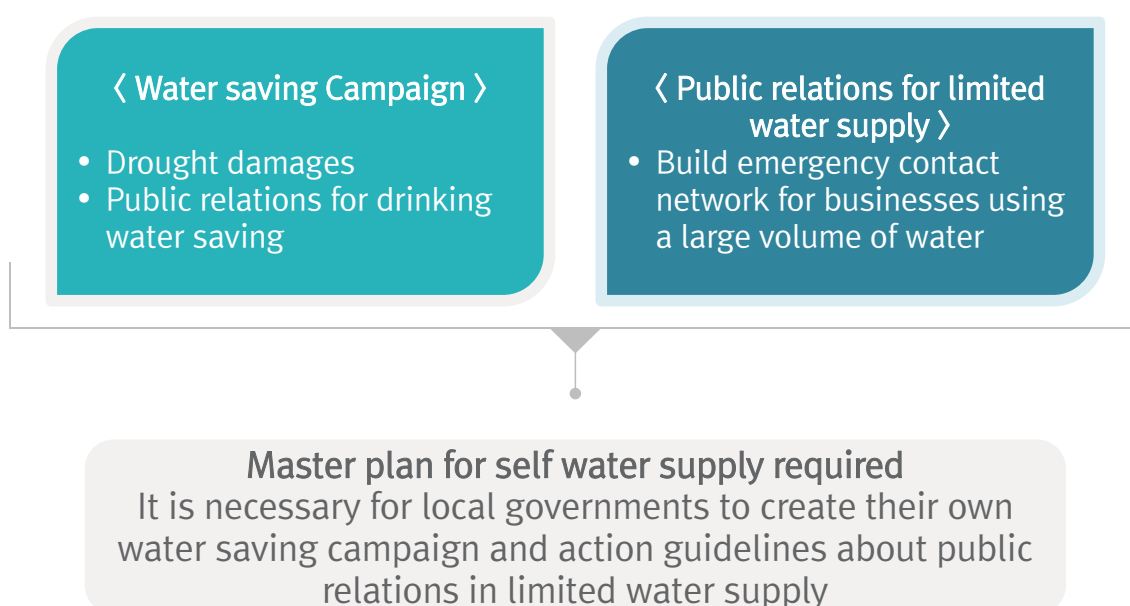 〈 Water saving Campaign 〉
• Drought damages
• Public relations for drinking
water saving
〈 Public relations for limited
water supply 〉
• Build emergency contact
network for businesses using
a large volume of water
Master plan for self water supply required
It is necessary for local governments to create their own
water saving campaign and action guidelines about public
relations in limited water supply